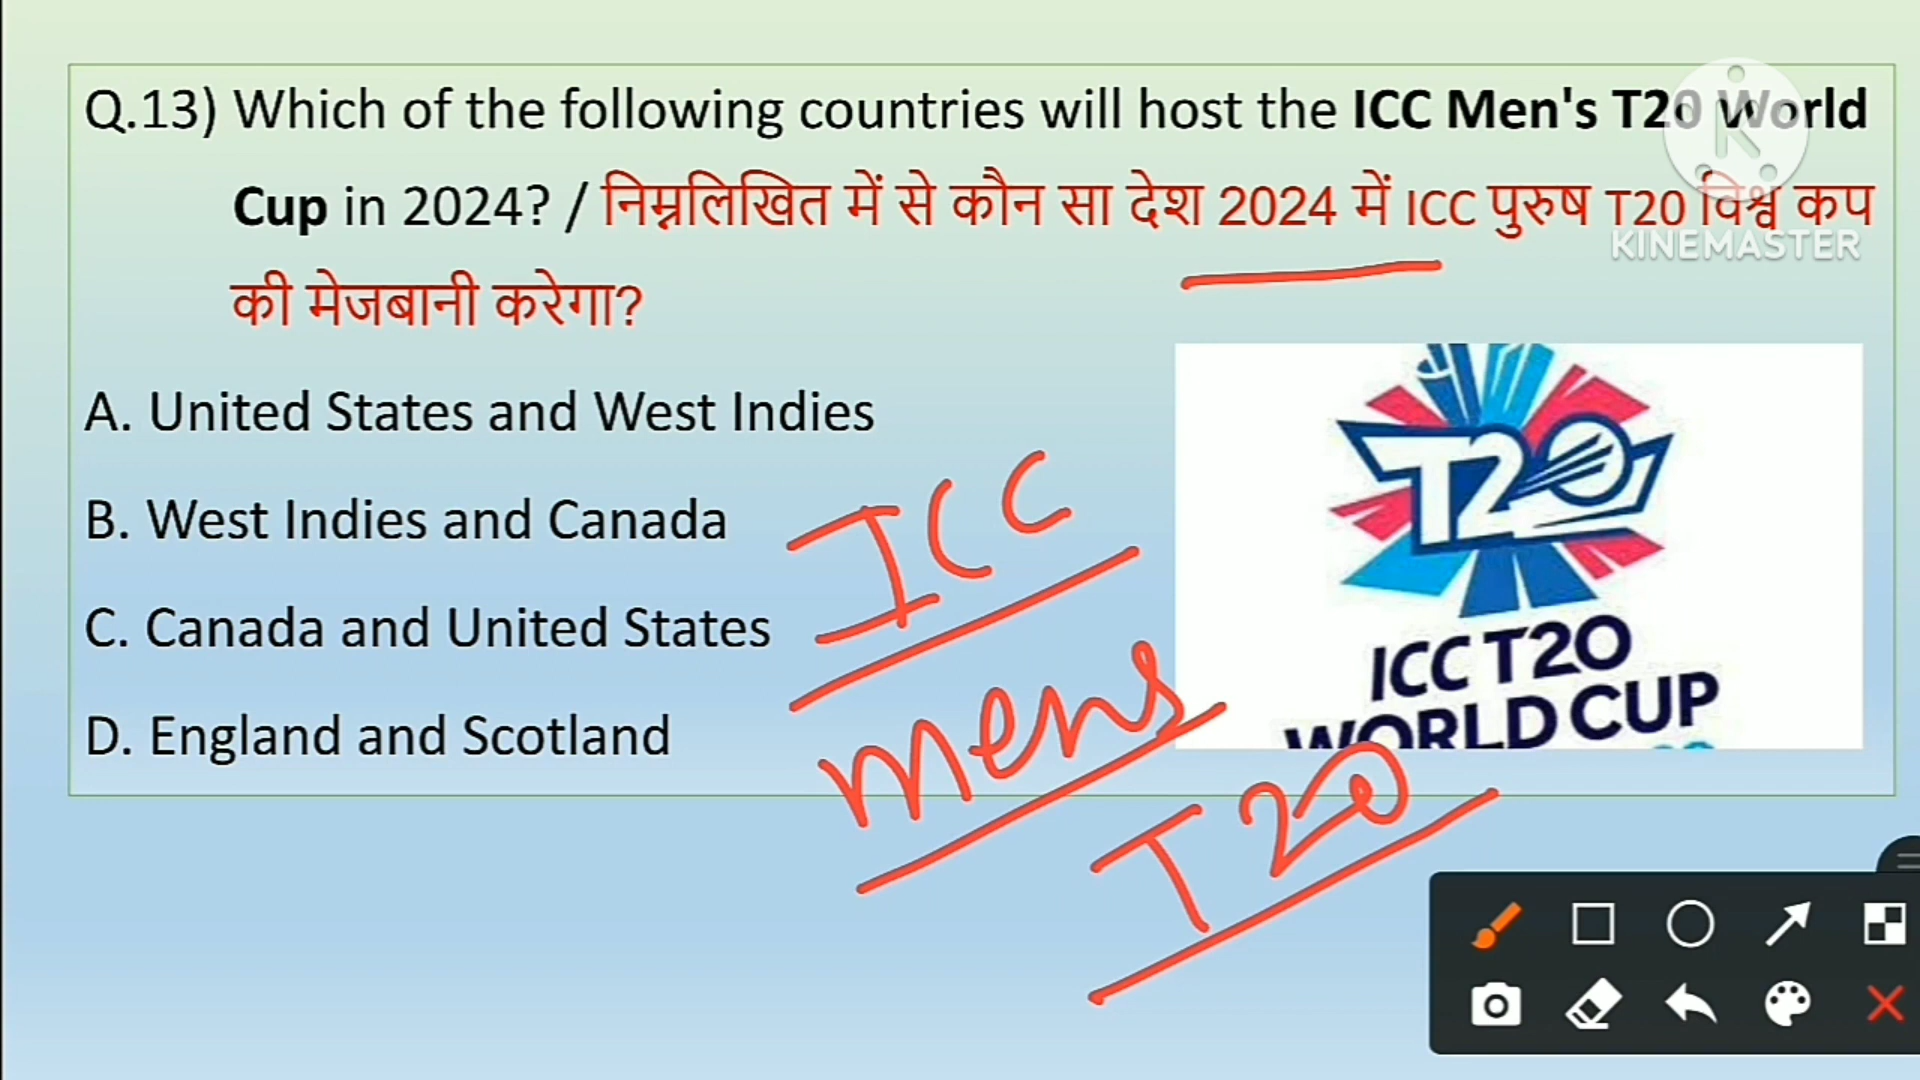 Q.13) Which of the following countries will host the ICC Men's T20 World
Cup in 2024? / निम्नलिखित में से कौन सा देश 2024 में ICC पुरुष T20 विश्व कप
KINEMASTER
की मेजबानी करेगा?
A. United States and West Indies
B. West Indies and Canada
C. Canada and United States
D. England and Scotland
ICC
mens
T20
T20
ICC T20
WORLD CUP